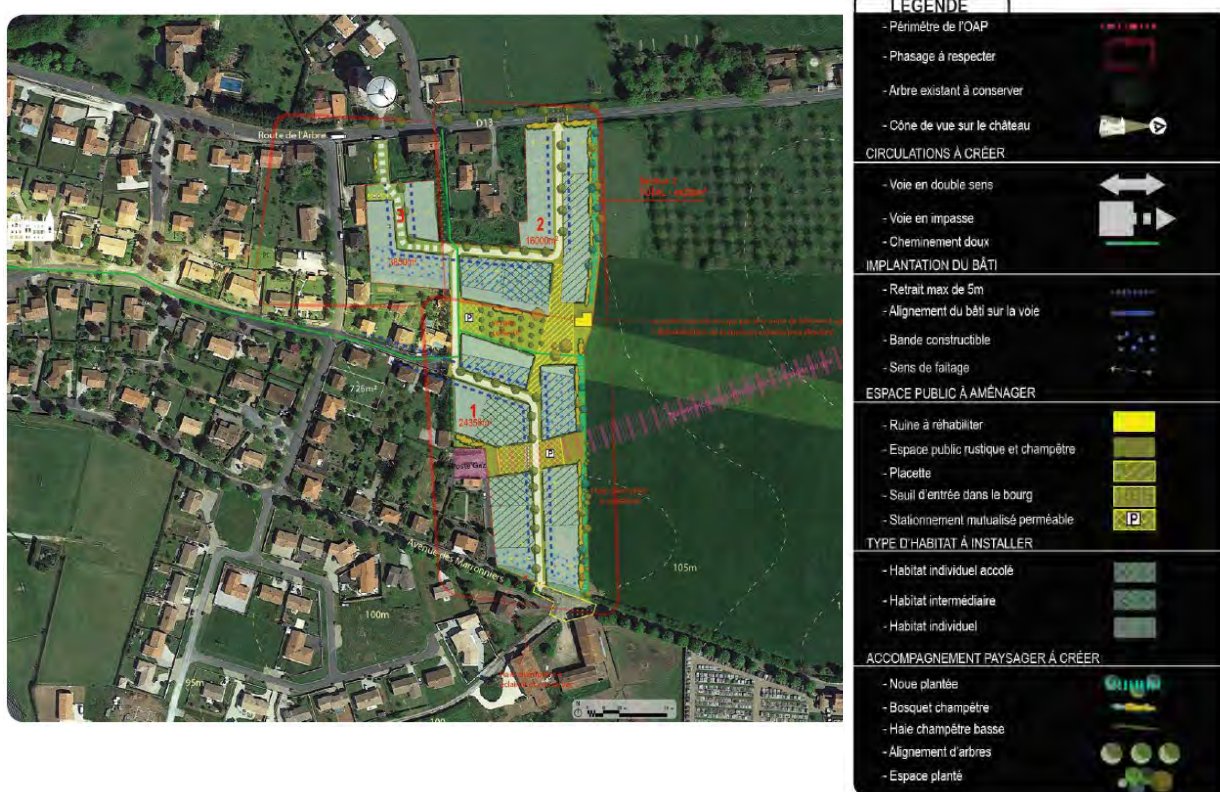 Route de l'Arbre
D13
3
2
18000m²
P
725m²
1
P
Avenue des Marronniers
105m
100m
95m
100
LEGENDE
- Périmètre de l'OAP
- Phasage à respecter
- Arbre existant à conserver
- Cône de vue sur le château
CIRCULATIONS À CRÉER
- Voie en double sens
- Voie en impasse
- Cheminement doux
IMPLANTATION DU BÂTI
- Retrait max de 5m
- Alignement du bâti sur la voie
- Bande constructible
- Sens de faîtage
ESPACE PUBLIC À AMÉNAGER
- Ruine à réhabiliter
- Espace public rustique et champêtre
- Placette
- Seuil d'entrée dans le bourg
- Stationnement mutualisé perméable
P
TYPE D'HABITAT À INSTALLER
- Habitat individuel accolé
- Habitat intermédiaire
- Habitat individuel
ACCOMPAGNEMENT PAYSAGER À CRÉER
- Noue plantée
- Bosquet champêtre
- Haie champêtre basse
- Alignement d'arbres
- Espace planté